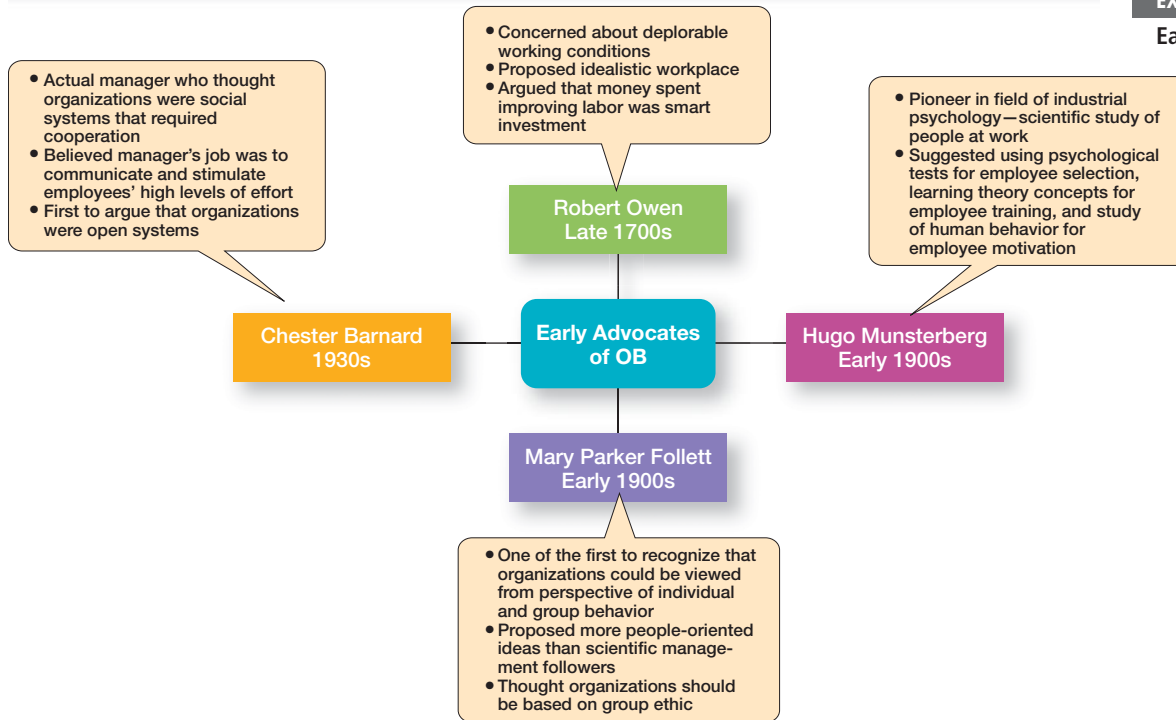 Ea
• Concerned about deplorable
working conditions
• Proposed idealistic workplace
• Argued that money spent
improving labor was smart
investment
• Actual manager who thought
organizations were social
systems that required
cooperation
• Believed manager's job was to
communicate and stimulate
employees' high levels of effort
• First to argue that organizations
were open systems
• Pioneer in field of industrial
psychology—scientific study of
people at work
• Suggested using psychological
tests for employee selection,
learning theory concepts for
employee training, and study
of human behavior for
employee motivation
Robert Owen
Late 1700s
Chester Barnard
1930s
Early Advocates
of OB
Hugo Munsterberg
Early 1900s
Mary Parker Follett
Early 1900s
• One of the first to recognize that
organizations could be viewed
from perspective of individual
and group behavior
• Proposed more people-oriented
ideas than scientific manage-
ment followers
• Thought organizations should
be based on group ethic